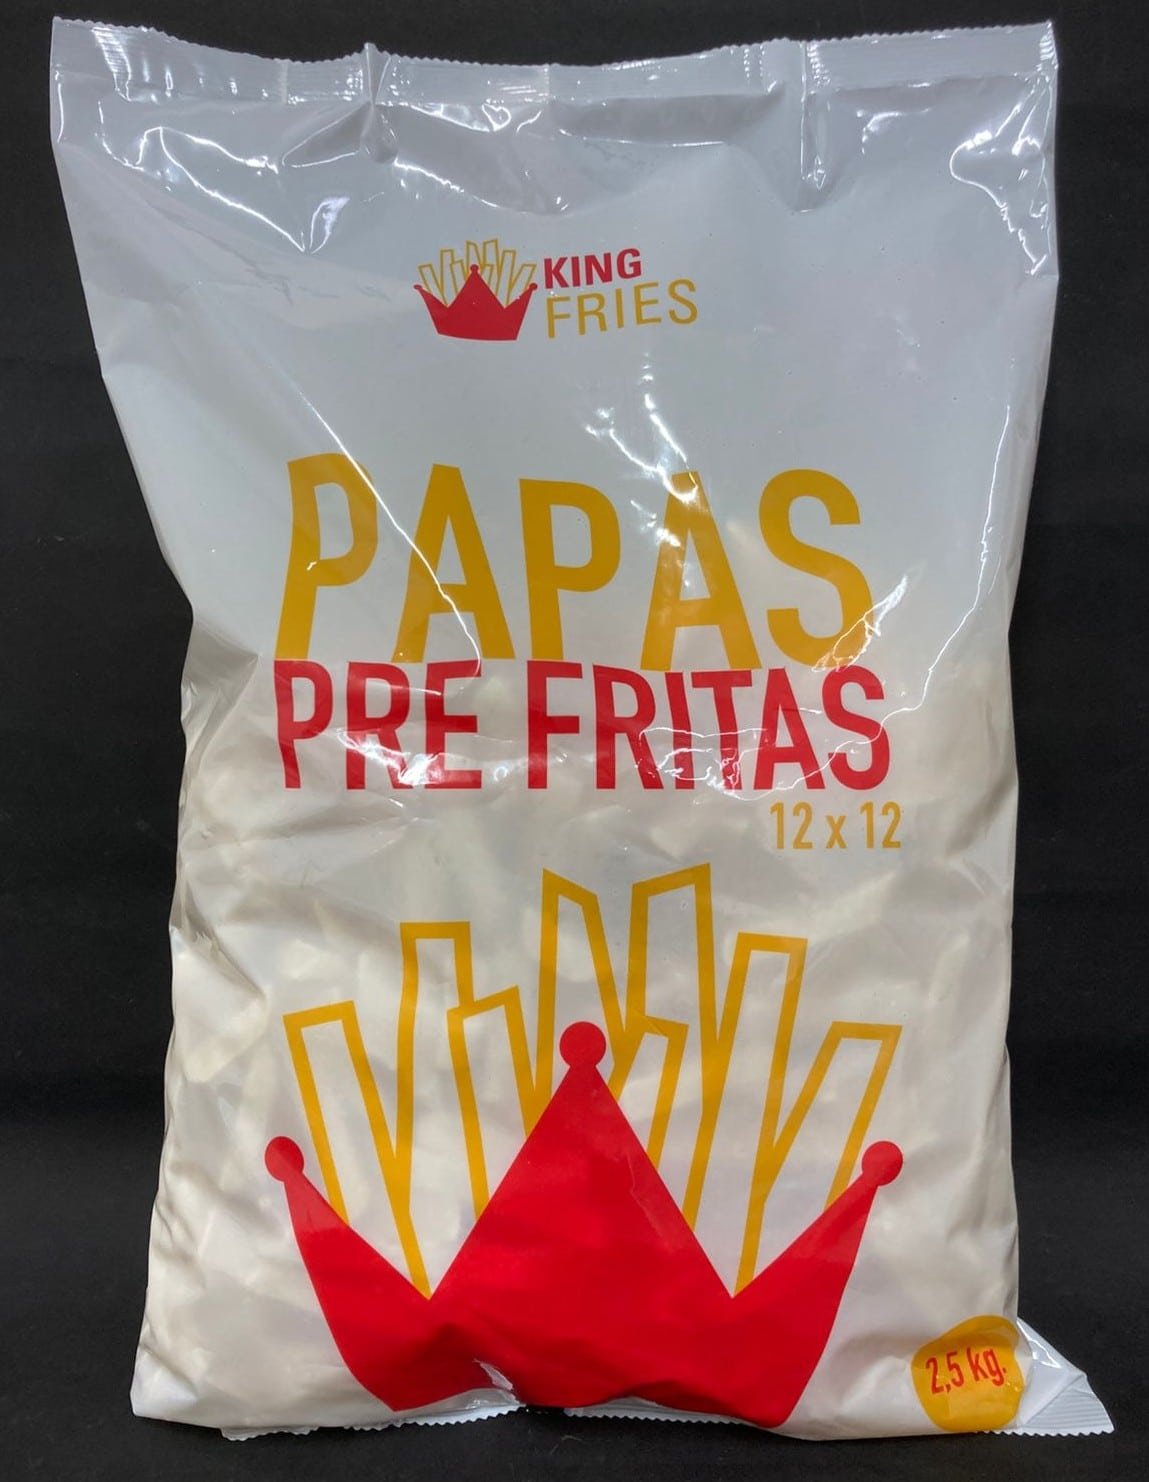 KING
FRIES
PAPAS
PRE FRITAS
12 x 12
2,5 kg.